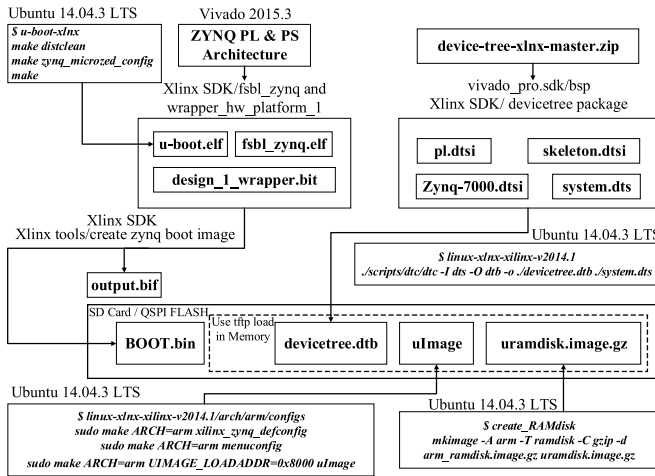 Ubuntu 14.04.3 LTS
$ u-boot-xlnx
make distclean
make zynq_microzed_config
make
Vivado 2015.3
ZYNQ PL & PS
Architecture
device-tree-xlnx-master.zip
Xlinx SDK/fsbl_zynq and
wrapper_hw_platform_1
vivado_pro.sdk/bsp
Xlinx SDK/ devicetree package
u-boot.elf
fsbl_zynq.elf
design_1_wrapper.bit
pl.dtsi
skeleton.dtsi
Zynq-7000.dtsi
system.dts
Xlinx SDK
Xlinx tools/create zynq boot image
output.bif
Ubuntu 14.04.3 LTS
$ linux-xlnx-xilinx-v2014.1
./scripts/dtc/dtc -I dts -O dtb -o ./devicetree.dtb ./system.dts
SD Card / QSPI FLASH
BOOT.bin
Use tftp load
in Memory
devicetree.dtb
uImage
uramdisk.image.gz
Ubuntu 14.04.3 LTS
$ linux-xlnx-xilinx-v2014.1/arch/arm/configs
sudo make ARCH=arm xilinx_zynq_defconfig
sudo make ARCH=arm menuconfig
sudo make ARCH=arm UIMAGE_LOADADDR=0x8000 uImage
Ubuntu 14.04.3 LTS
$ create_RAMdisk
mkimage -A arm -T ramdisk -C gzip -d
arm_ramdisk.image.gz uramdisk.image.gz